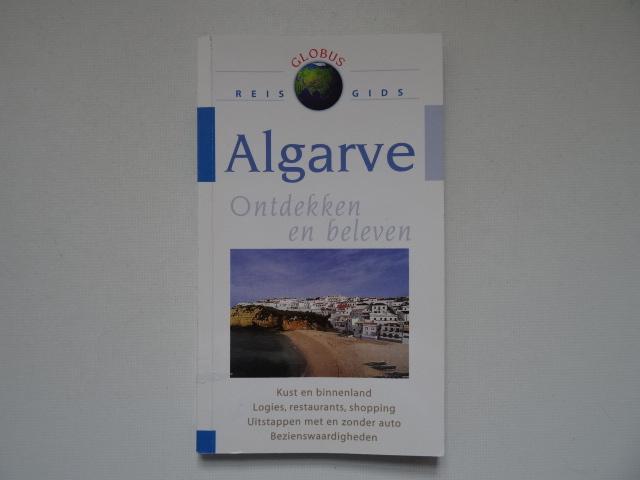 GLOBUS
REIS GIDS
Algarve
Ontdekken
en beleven
Kust en binnenland
Logies, restaurants, shopping
Uitstappen met en zonder auto
Bezienswaardigheden